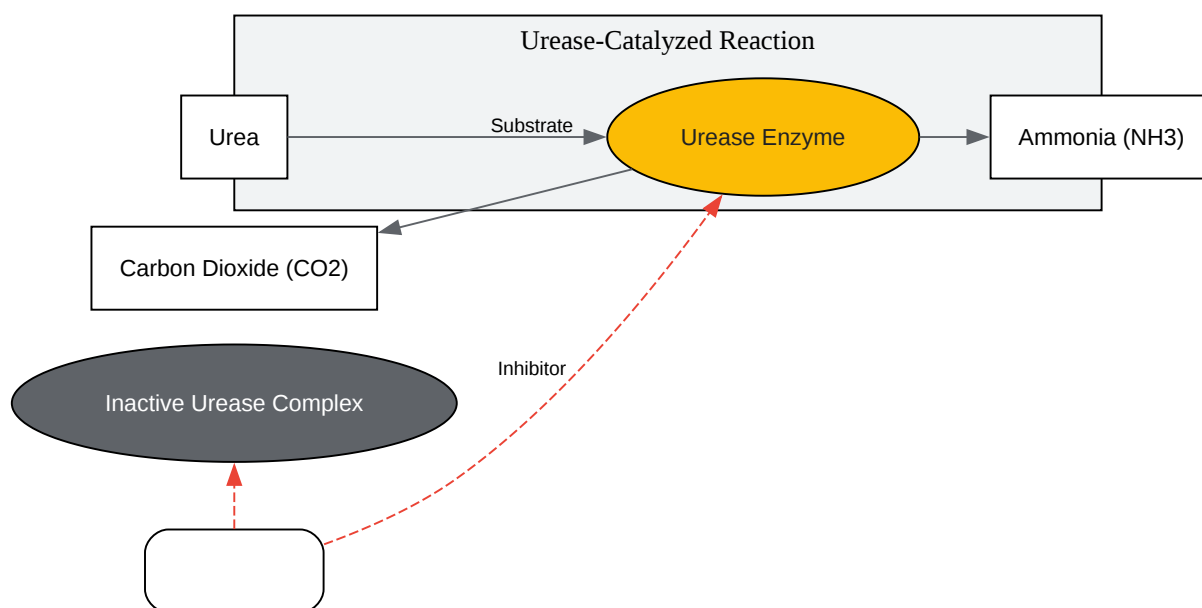 Urease-Catalyzed Reaction
Urea
Substrate
Urease Enzyme
Ammonia (NH3)
Carbon Dioxide (CO2)
Inhibitor
Inactive Urease Complex